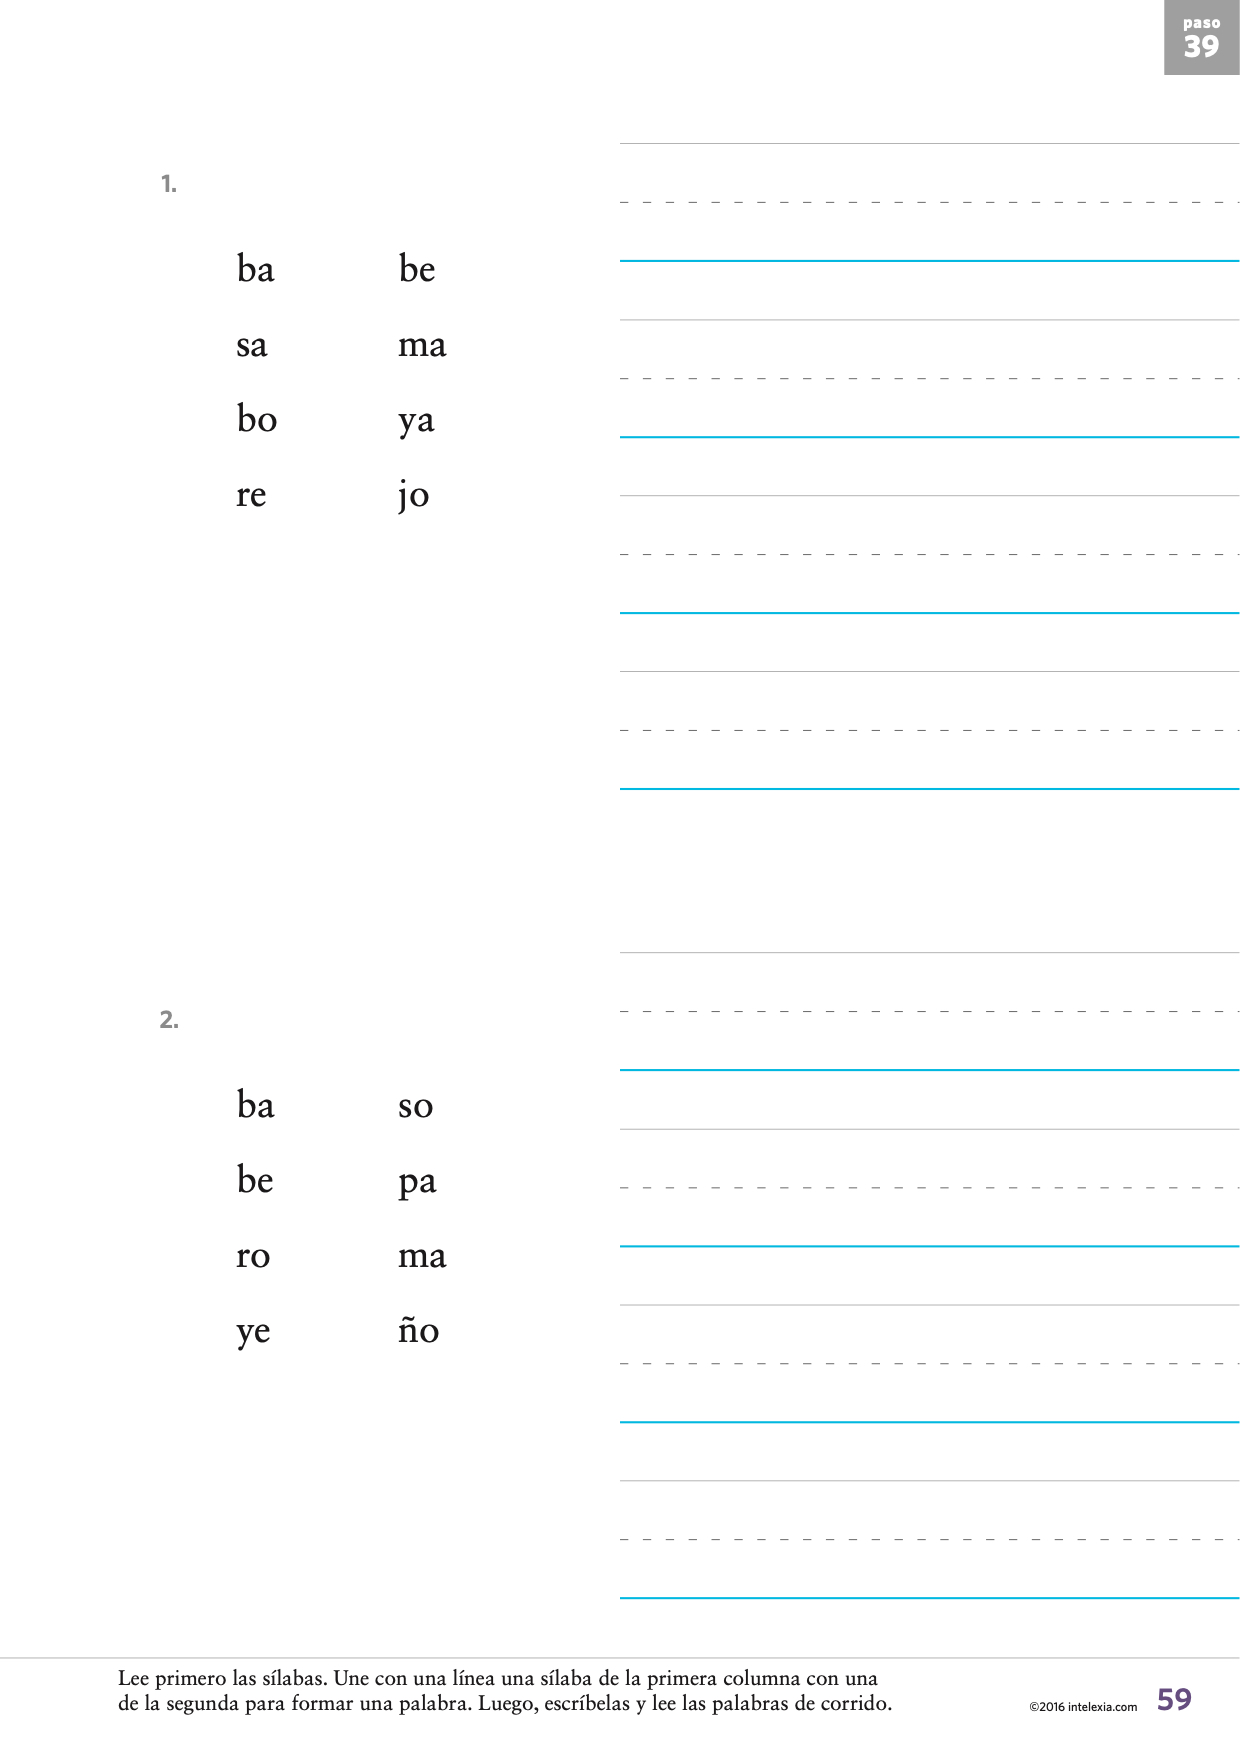 paso
39
1.
ba be
sa ma
bo ya
re jo
2.
ba so
be pa
ro ma
ye ño
Lee primero las sílabas. Une con una línea una sílaba de la primera columna con una
de la segunda para formar una palabra. Luego, escríbelas y lee las palabras de corrido.
©2016 intelexia.com 59